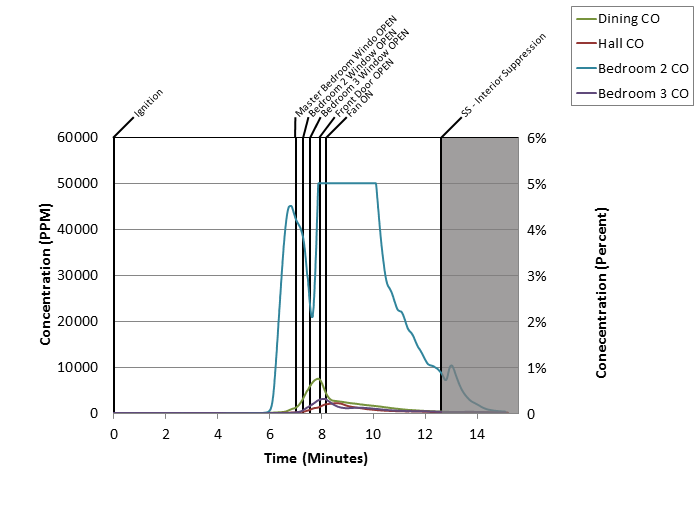 Dining CO
Hall CO
Bedroom 2 CO
Bedroom 3 CO
Ignition
Master Bedroom Windo OPEN
Bedroom 2 Window OPEN
Bedroom 3 Window OPEN
Front Door OPEN
Fan ON
SS - Interior Suppression
60000
50000
40000
30000
20000
10000
0
6%
5%
4%
3%
2%
1%
0
Concentration (PPM)
Conecentration (Percent)
0 2 4 6 8 10 12 14
Time (Minutes)